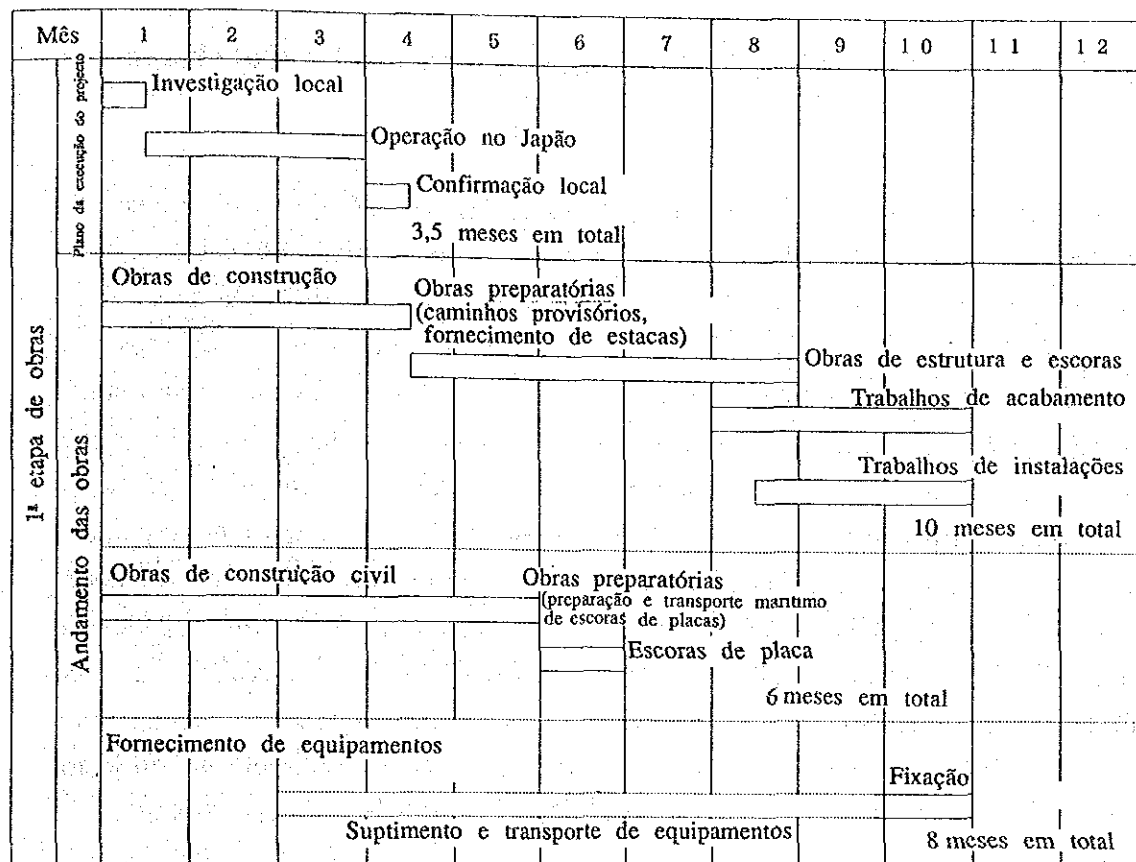 Mês 1 2 3 4 5 6 7 8 9 10 11 12
1ª etapa de obras
Plano da execução do projecto
Investigação local
Operação no Japão
Confirmação local
3,5 meses em total
Andamento das obras
Obras de construção
Obras preparatórias
(caminhos provisórios,
fornecimento de estacas)
Obras de estrutura e escoras
Trabalhos de acabamento
Trabalhos de instalações
10 meses em total
Obras de construção civil
Obras preparatórias
(preparação e transporte marítimo
de escoras de placas)
Escoras de placa
6 meses em total
Fornecimento de equipamentos
Fixação
Suptimento e transporte de equipamentos
8 meses em total